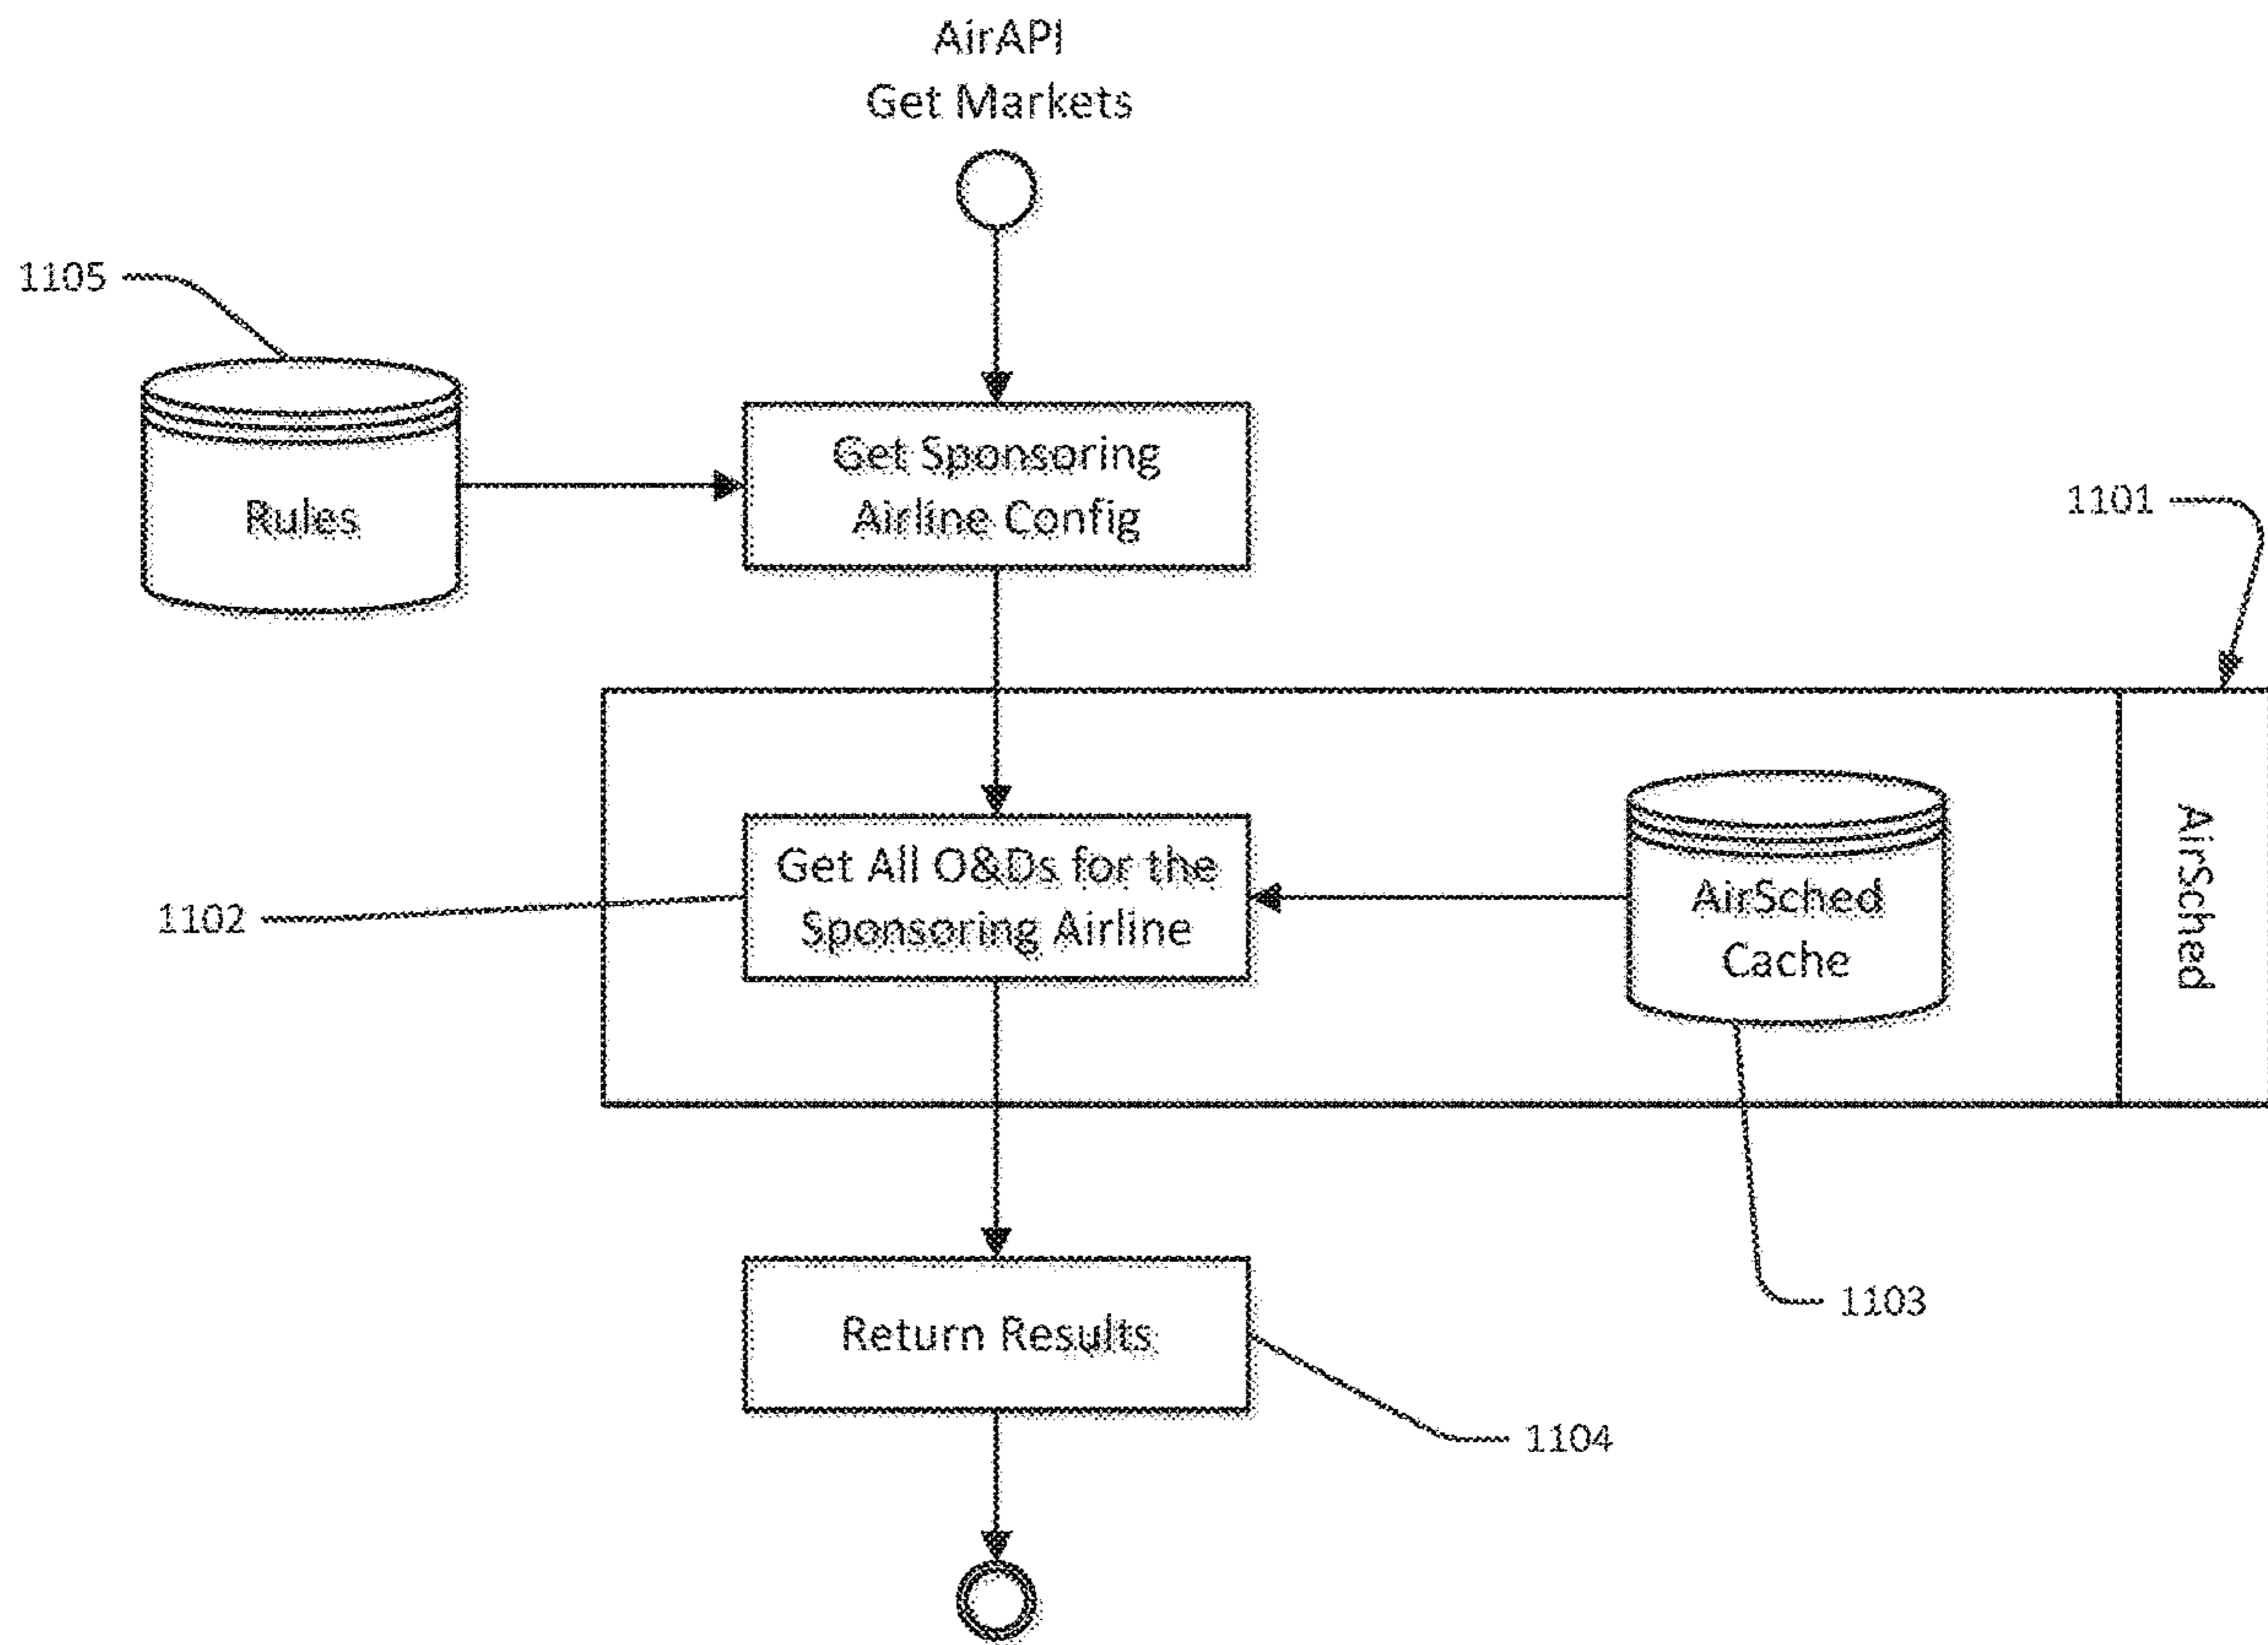 AirAPI
Get Markets
1105
Rules
Get Sponsoring
Airline Config
1101
AirSched
1102
Get All O&Ds for the
Sponsoring Airline
AirSched
Cache
1103
Return Results
1104